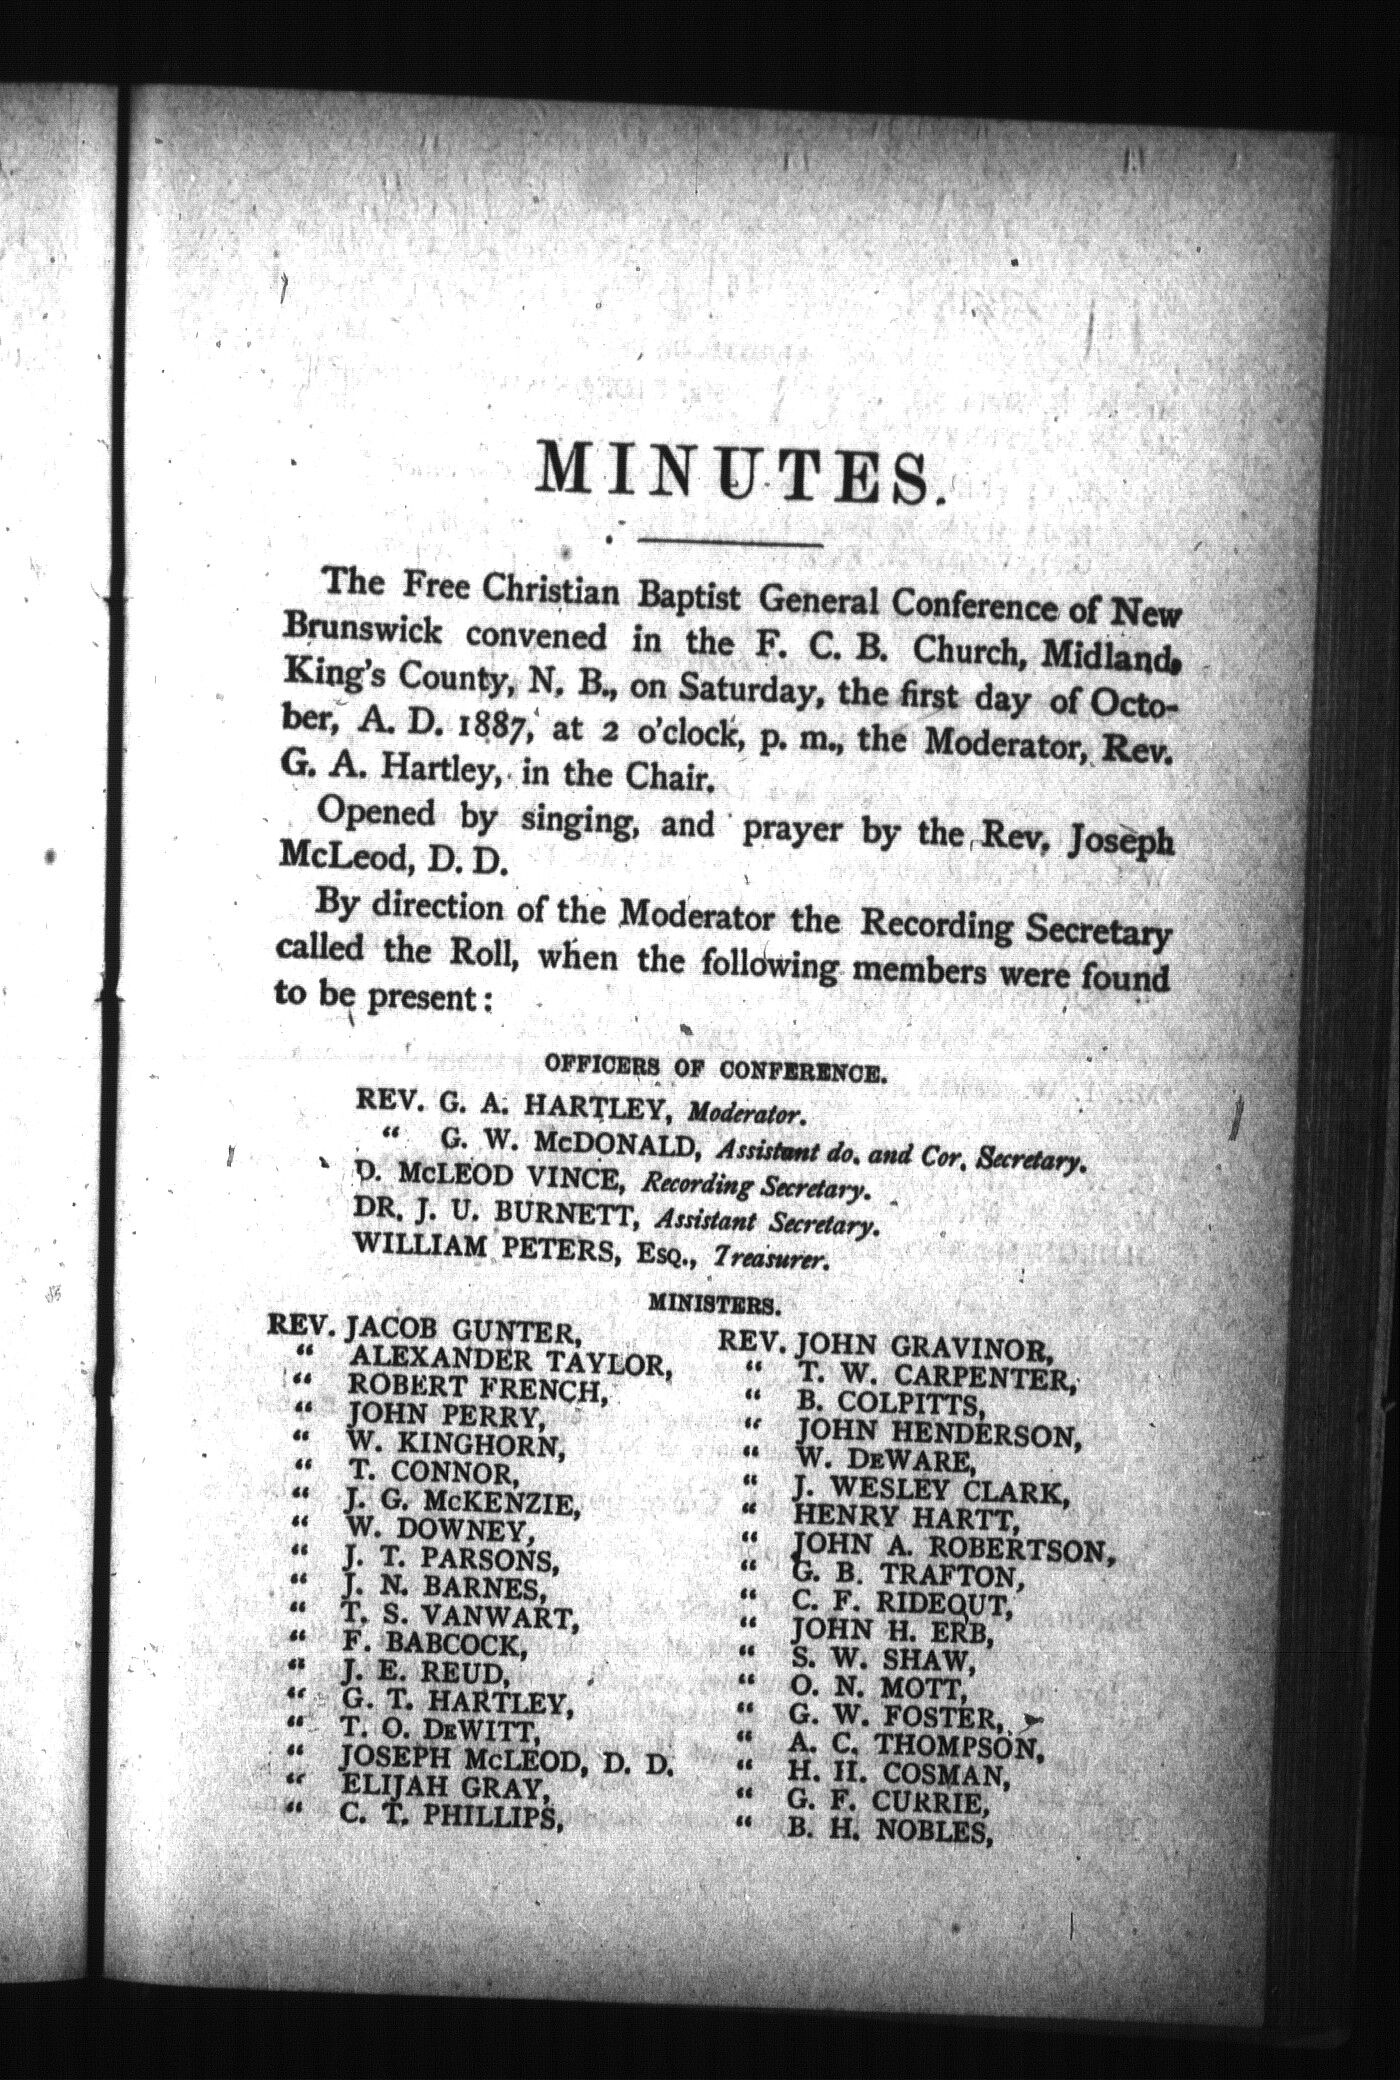 MINUTES.
The Free Christian Baptist General Conference of New
Brunswick convened in the F. C. B. Church, Midland,
King's County, N. B., on Saturday, the first day of Octo-
ber, A. D. 1887, at 2 o'clock, p. m., the Moderator, Rev.
G. A. Hartley, in the Chair.
Opened by singing, and prayer by the Rev. Joseph
McLeod, D. D.
By direction of the Moderator the Recording Secretary
called the Roll, when the following members were found
to be present:
OFFICERS OF CONFERENCE.
REV. G. A. HARTLEY, Moderator.
“ G. W. McDONALD, Assistant do. and Cor. Secretary.
D. McLEOD VINCE, Recording Secretary.
DR. J. U. BURNETT, Assistant Secretary.
WILLIAM PETERS, Esq., Treasurer.
MINISTERS.
REV. JACOB GUNTER,
“ ALEXANDER TAYLOR,
“ ROBERT FRENCH,
“ JOHN PERRY,
“ W. KINGHORN,
“ T. CONNOR,
“ J. G. McKENZIE,
“ W. DOWNEY,
“ J. T. PARSONS,
“ J. N. BARNES,
“ T. S. VANWART,
“ F. BABCOCK,
“ J. E. REUD,
“ G. T. HARTLEY,
“ T. O. DeWITT,
“ JOSEPH McLEOD, D. D.
“ ELIJAH GRAY,
“ C. T. PHILLIPS,
REV. JOHN GRAVINOR,
“ T. W. CARPENTER,
“ B. COLPITTS,
“ JOHN HENDERSON,
“ W. DeWARE,
“ J. WESLEY CLARK,
“ HENRY HARTT,
“ JOHN A. ROBERTSON,
“ G. B. TRAFTON,
“ C. F. RIDEOUT,
“ JOHN H. ERB,
“ S. W. SHAW,
“ O. N. MOTT,
“ G. W. FOSTER,
“ A. C. THOMPSON,
“ H. H. COSMAN,
“ G. F. CURRIE,
“ B. H. NOBLES,